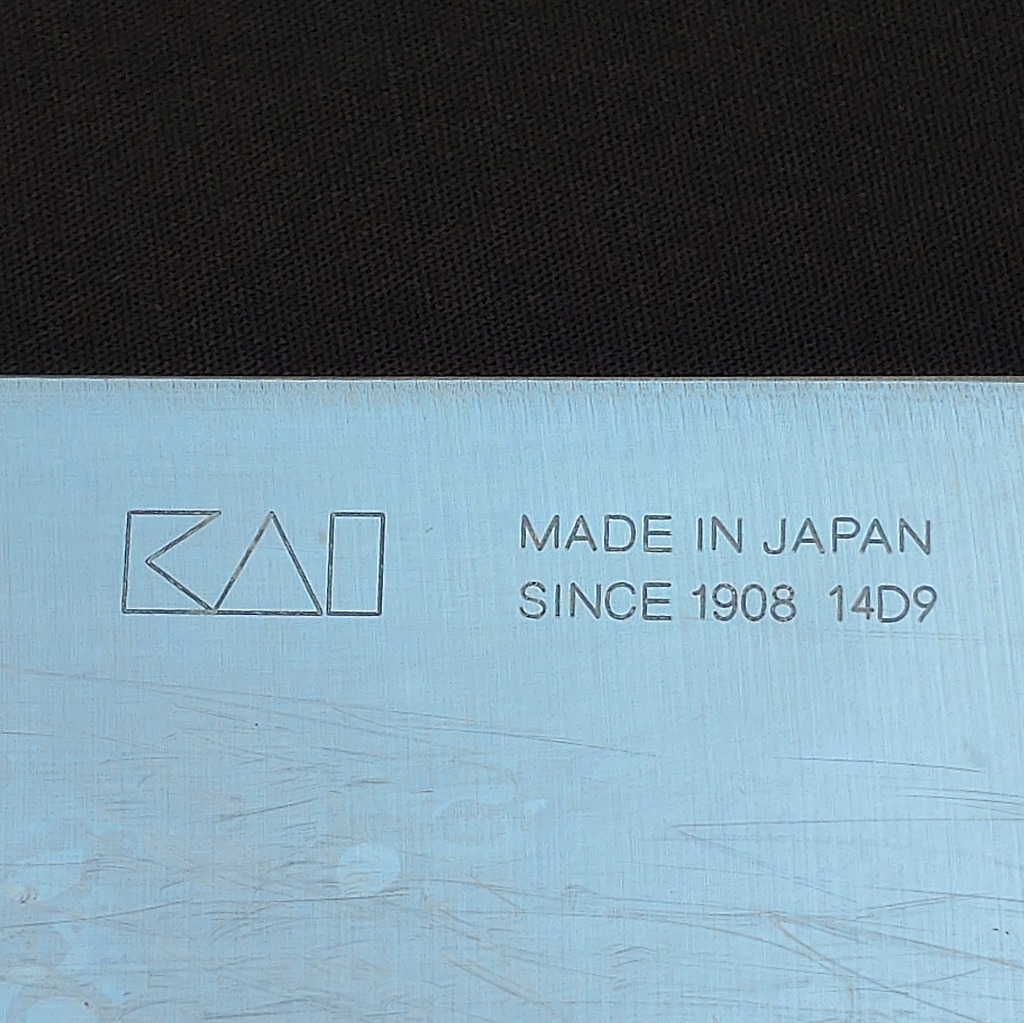 KAI
MADE IN JAPAN
SINCE 1908 14D9